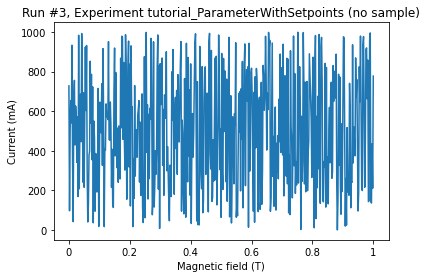 Run #3, Experiment tutorial_ParameterWithSetpoints (no sample)
1000
800
600
400
200
0
Current (mA)
0 0.2 0.4 0.6 0.8 1
Magnetic field (T)